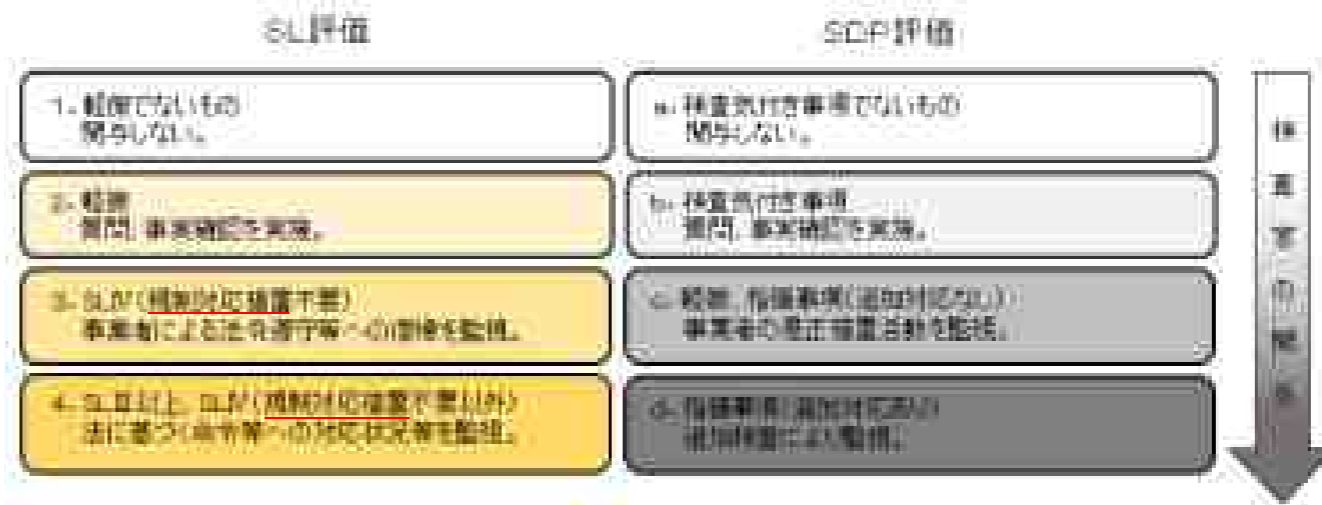 SL評価
SDP評価
1. 軽微でないもの
関与しない。
a. 検査気付き事項でないもの
関与しない。
2. 軽微
質問、事実確認を実施。
b. 検査気付き事項
質問、事実確認を実施。
3. SLⅣ(規制対応措置不要)
事業者による法令遵守等への復帰を監視。
c. 軽微、指摘事項(追加対応なし)
事業者の是正措置活動を監視。
4. SLⅢ以上、SLⅣ(規制対応措置不要以外)
法に基づく命令等への対応状況等を監視。
d. 指摘事項(追加対応あり)
追加検査により監視。
検査官の関与